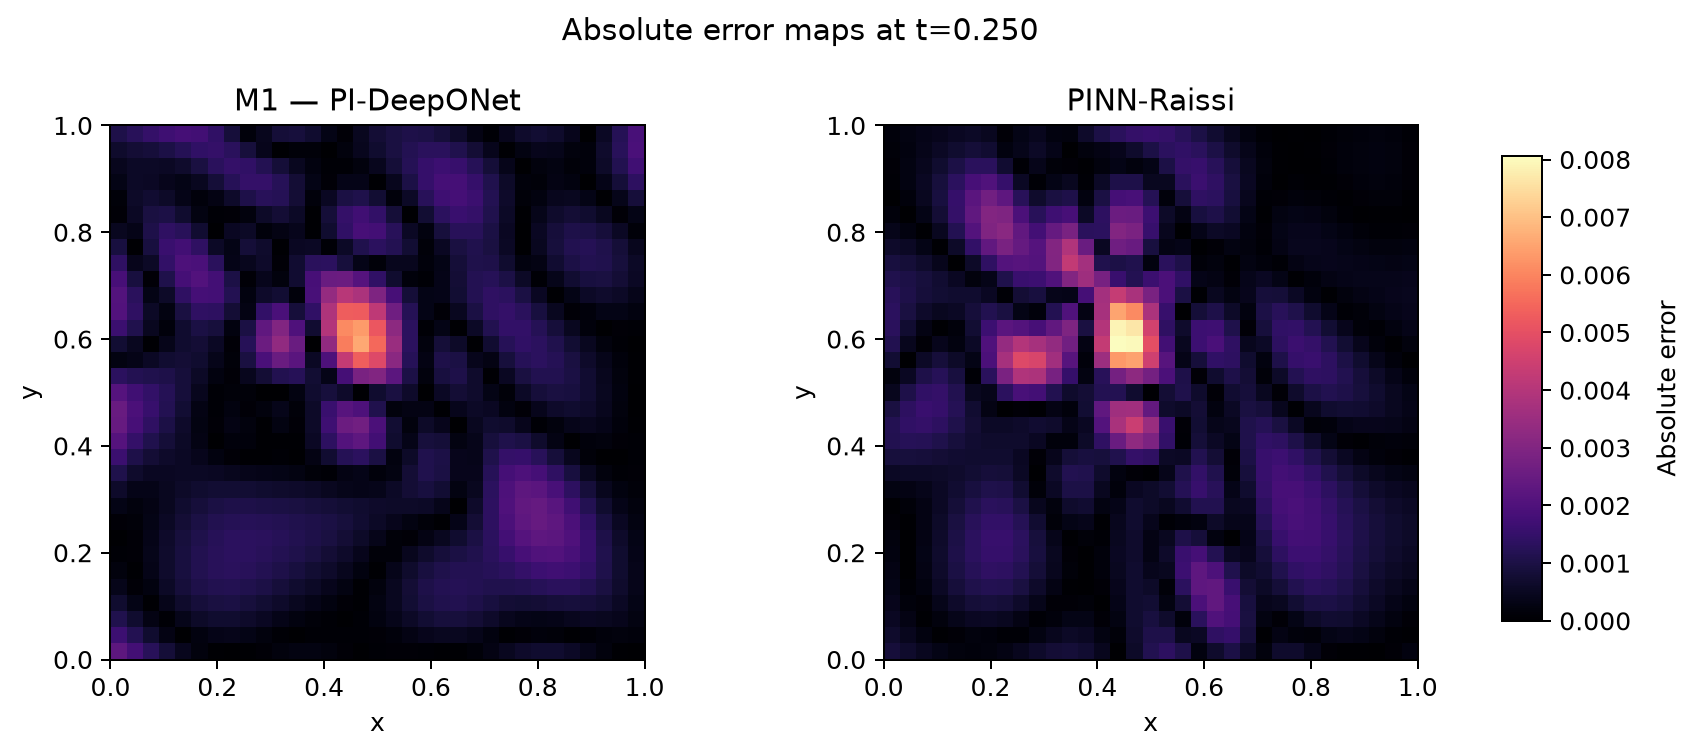 Absolute error maps at t=0.250
M1 — PI-DeepONet
PINN-Raissi
1.0
0.8
0.6
0.4
0.2
0.0
y
0.0 0.2 0.4 0.6 0.8 1.0
x
1.0
0.8
0.6
0.4
0.2
0.0
y
0.0 0.2 0.4 0.6 0.8 1.0
x
0.008
0.007
0.006
0.005
0.004
0.003
0.002
0.001
0.000
Absolute error